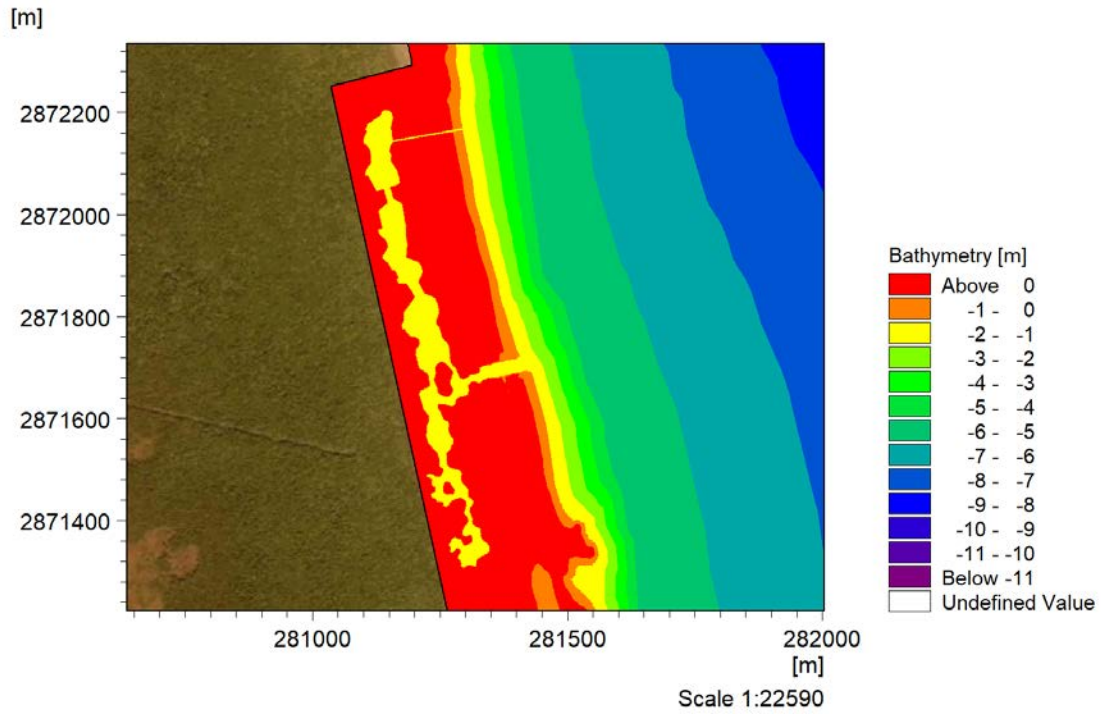 [m]
2872200
2872000
2871800
2871600
2871400
281000
281500
282000
[m]
Scale 1:22590
Bathymetry [m]
Above 0
-1 - 0
-2 - -1
-3 - -2
-4 - -3
-5 - -4
-6 - -5
-7 - -6
-8 - -7
-9 - -8
-10 - -9
-11 - -10
Below -11
Undefined Value